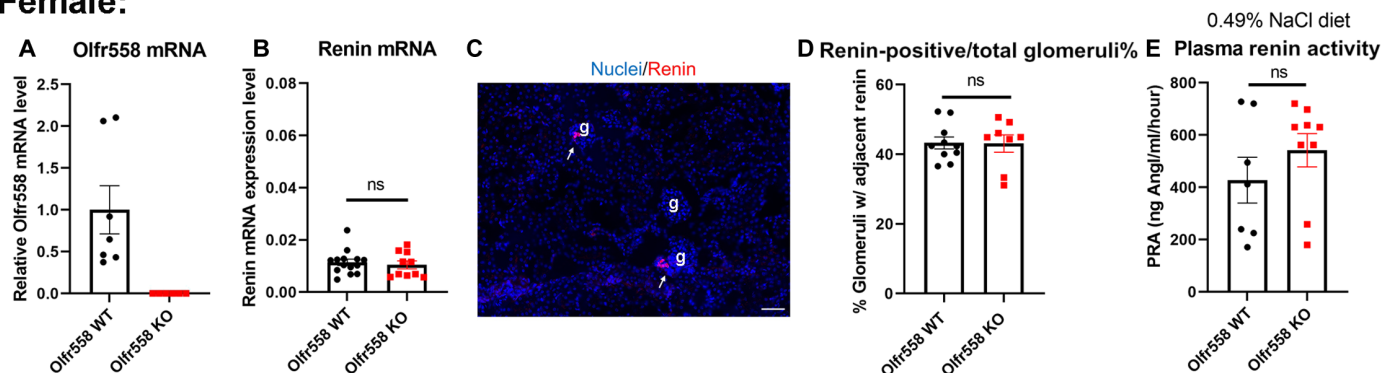 Female:
A Olfr558 mRNA
Relative Olfr558 mRNA level
2.5
2.0
1.5
1.0
0.5
0.0
Olfr558 WT
Olfr558 KO
B Renin mRNA
Renin mRNA expression level
0.08
0.06
0.04
0.02
0.00
ns
Olfr558 WT
Olfr558 KO
C
Nuclei/Renin
g
g
g
D Renin-positive/total glomeruli%
% Glomeruli w/ adjacent renin
60
40
20
0
ns
Olfr558 WT
Olfr558 KO
0.49% NaCl diet
E Plasma renin activity
PRA (ng AngI/ml/hour)
800
600
400
200
0
ns
Olfr558 WT
Olfr558 KO